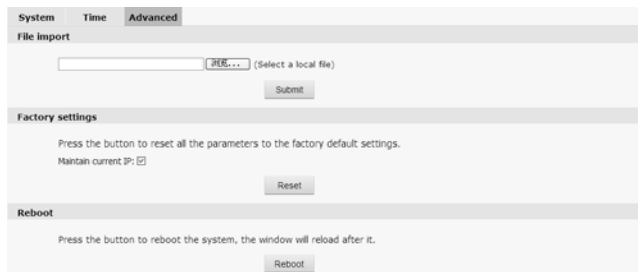 System Time Advanced
File import
浏览... (Select a local file)
Submit
Factory settings
Press the button to reset all the parameters to the factory default settings.
Maintain current IP:
Reset
Reboot
Press the button to reboot the system, the window will reload after it.
Reboot